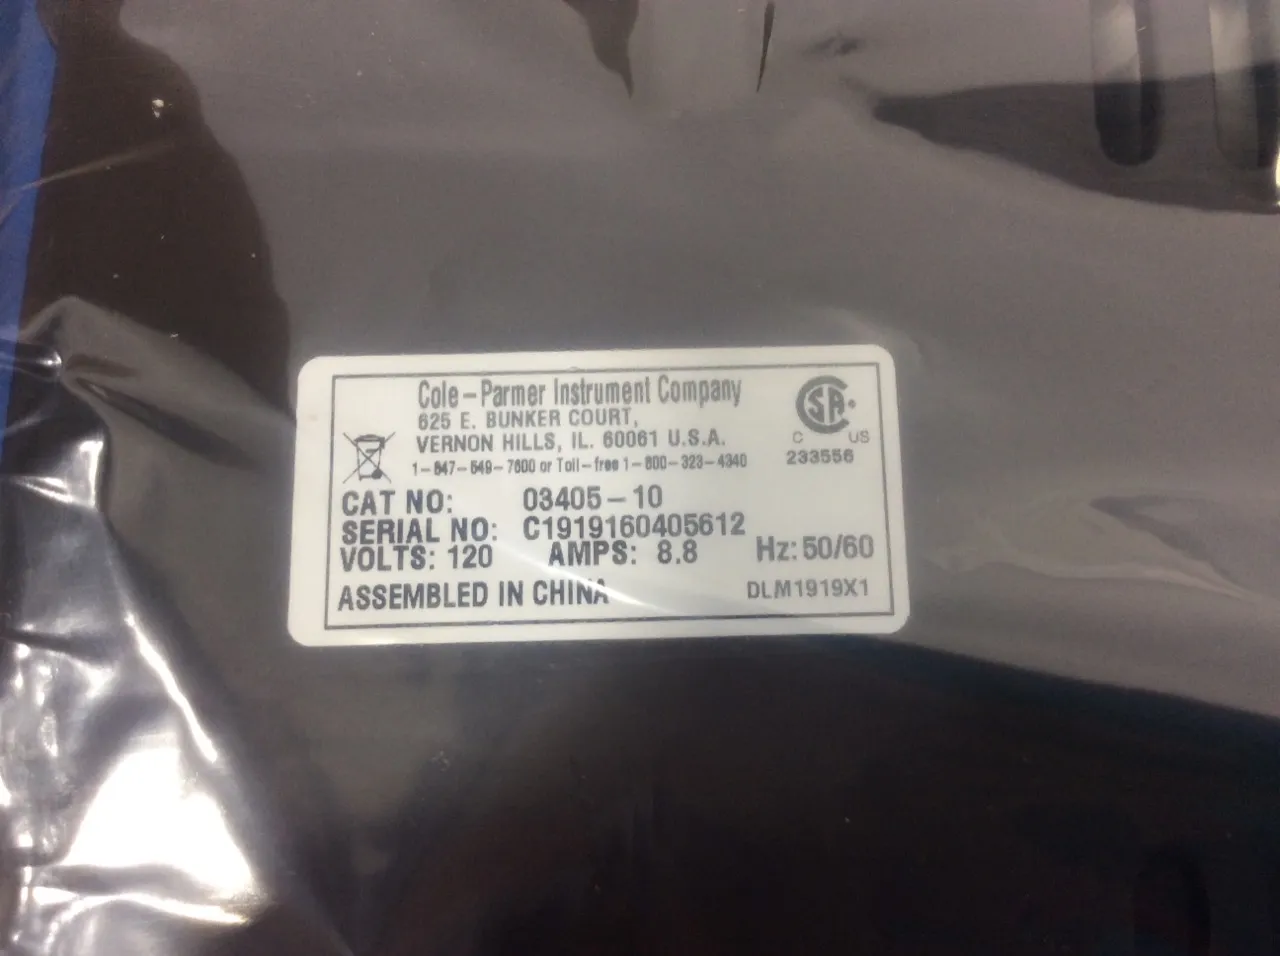 Cole-Parmer Instrument Company
625 E. BUNKER COURT,
VERNON HILLS, IL. 60061 U.S.A.
1-847-549-7600 or Toll-free 1-800-323-4340
SA
C US
233556
CAT NO: 03405-10
SERIAL NO: C1919160405612
VOLTS: 120 AMPS: 8.8 Hz: 50/60
ASSEMBLED IN CHINA DLM1919X1